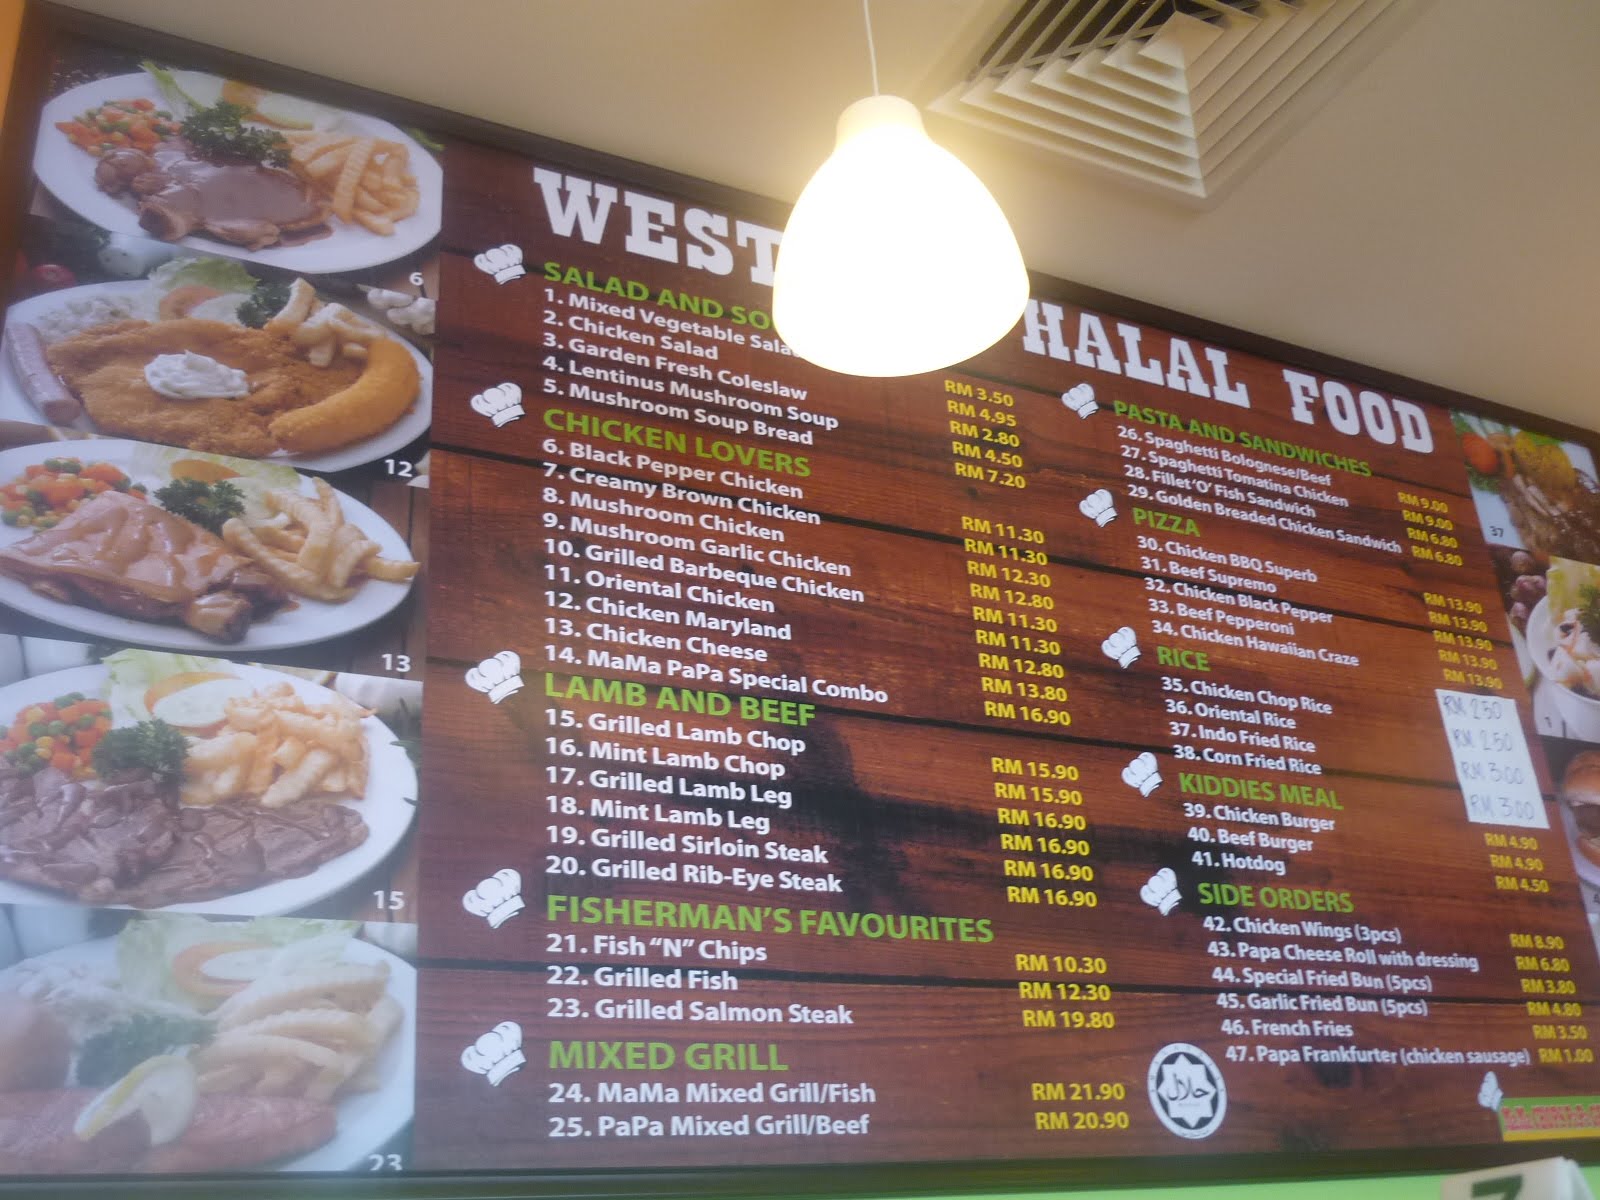 WEST
HALAL FOOD
SALAD AND SO
1. Mixed Vegetable Sala RM 3.50
2. Chicken Salad RM 4.95
3. Garden Fresh Coleslaw RM 2.80
4. Lentinus Mushroom Soup RM 4.50
5. Mushroom Soup Bread RM 7.20
CHICKEN LOVERS
6. Black Pepper Chicken RM 11.30
7. Creamy Brown Chicken RM 11.30
8. Mushroom Chicken RM 12.30
9. Mushroom Garlic Chicken RM 12.80
10. Grilled Barbeque Chicken RM 11.30
11. Oriental Chicken RM 11.30
12. Chicken Maryland RM 12.80
13. Chicken Cheese RM 13.80
14. MaMa PaPa Special Combo RM 16.90
LAMB AND BEEF
15. Grilled Lamb Chop RM 15.90
16. Mint Lamb Chop RM 15.90
17. Grilled Lamb Leg RM 16.90
18. Mint Lamb Leg RM 16.90
19. Grilled Sirloin Steak RM 16.90
20. Grilled Rib-Eye Steak RM 16.90
FISHERMAN'S FAVOURITES
21. Fish "N" Chips RM 10.30
22. Grilled Fish RM 12.30
23. Grilled Salmon Steak RM 19.80
MIXED GRILL
24. MaMa Mixed Grill/Fish RM 21.90
25. PaPa Mixed Grill/Beef RM 20.90
PASTA AND SANDWICHES
26. Spaghetti Bolognese/Beef RM 9.00
27. Spaghetti Tomatina Chicken RM 9.00
28. Fillet 'O' Fish Sandwich RM 6.80
29. Golden Breaded Chicken Sandwich RM 6.80
PIZZA
30. Chicken BBQ Superb RM 13.90
31. Beef Supremo RM 13.90
32. Chicken Black Pepper RM 13.90
33. Beef Pepperoni RM 13.90
34. Chicken Hawaiian Craze RM 13.90
RICE
35. Chicken Chop Rice RM 2.50
36. Oriental Rice RM 2.50
37. Indo Fried Rice RM 3.00
38. Corn Fried Rice RM 3.00
KIDDIES MEAL
39. Chicken Burger RM 4.90
40. Beef Burger RM 4.90
41. Hotdog RM 4.50
SIDE ORDERS
42. Chicken Wings (3pcs) RM 8.90
43. Papa Cheese Roll with dressing RM 6.80
44. Special Fried Bun (5pcs) RM 3.80
45. Garlic Fried Bun (5pcs) RM 4.80
46. French Fries RM 3.50
47. Papa Frankfurter (chicken sausage) RM 1.00
حلال
6
12
13
15
23
37
1
7